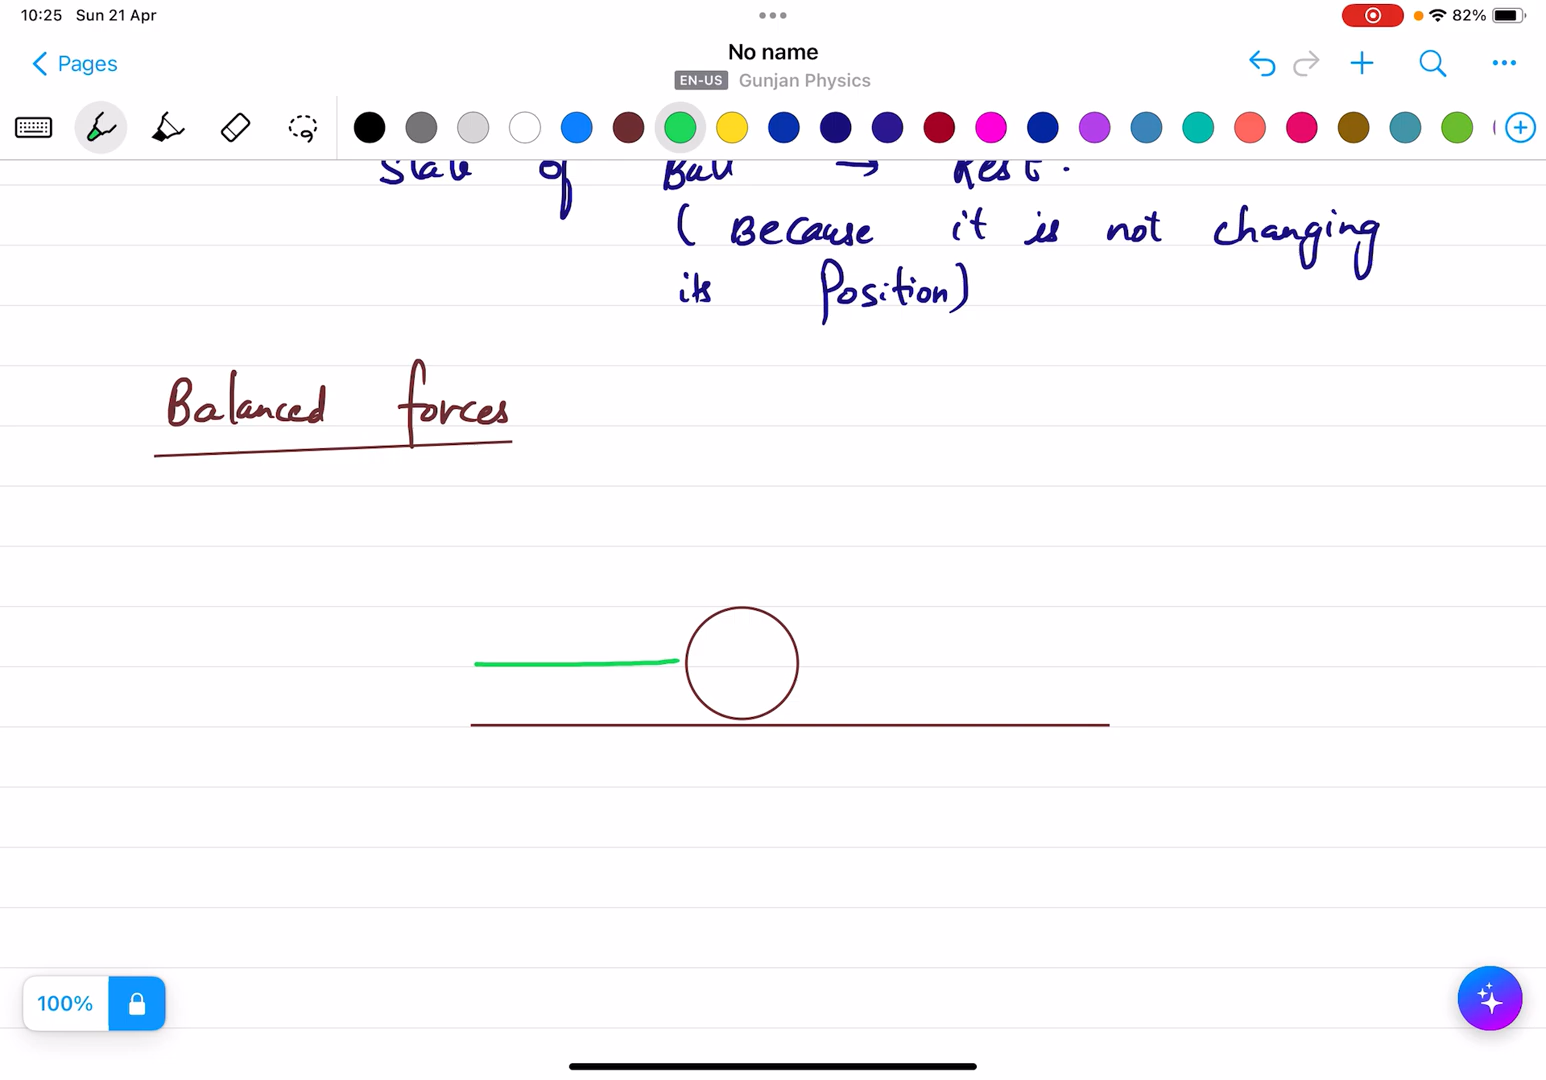 10:25 Sun 21 Apr
82%
Pages
No name
EN-US Gunjan Physics
State of Ball → Rest.
( Because it is not changing
its Position)
Balanced forces
100%